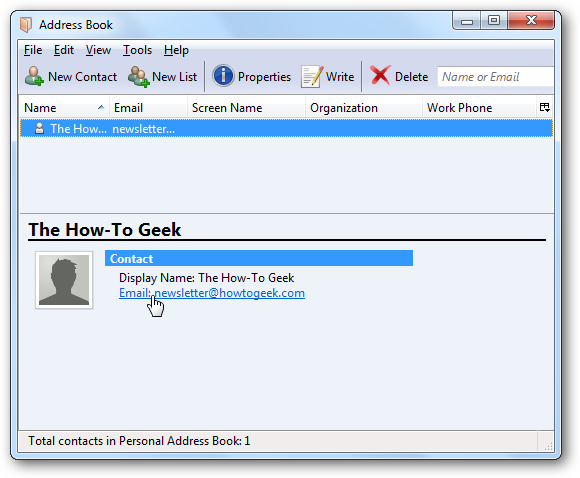 Address Book
File Edit View Tools Help
New Contact New List Properties Write Delete Name or Email
Name Email Screen Name Organization Work Phone
The How... newsletter...
The How-To Geek
Contact
Display Name: The How-To Geek
Email: newsletter@howtogeek.com
Total contacts in Personal Address Book: 1